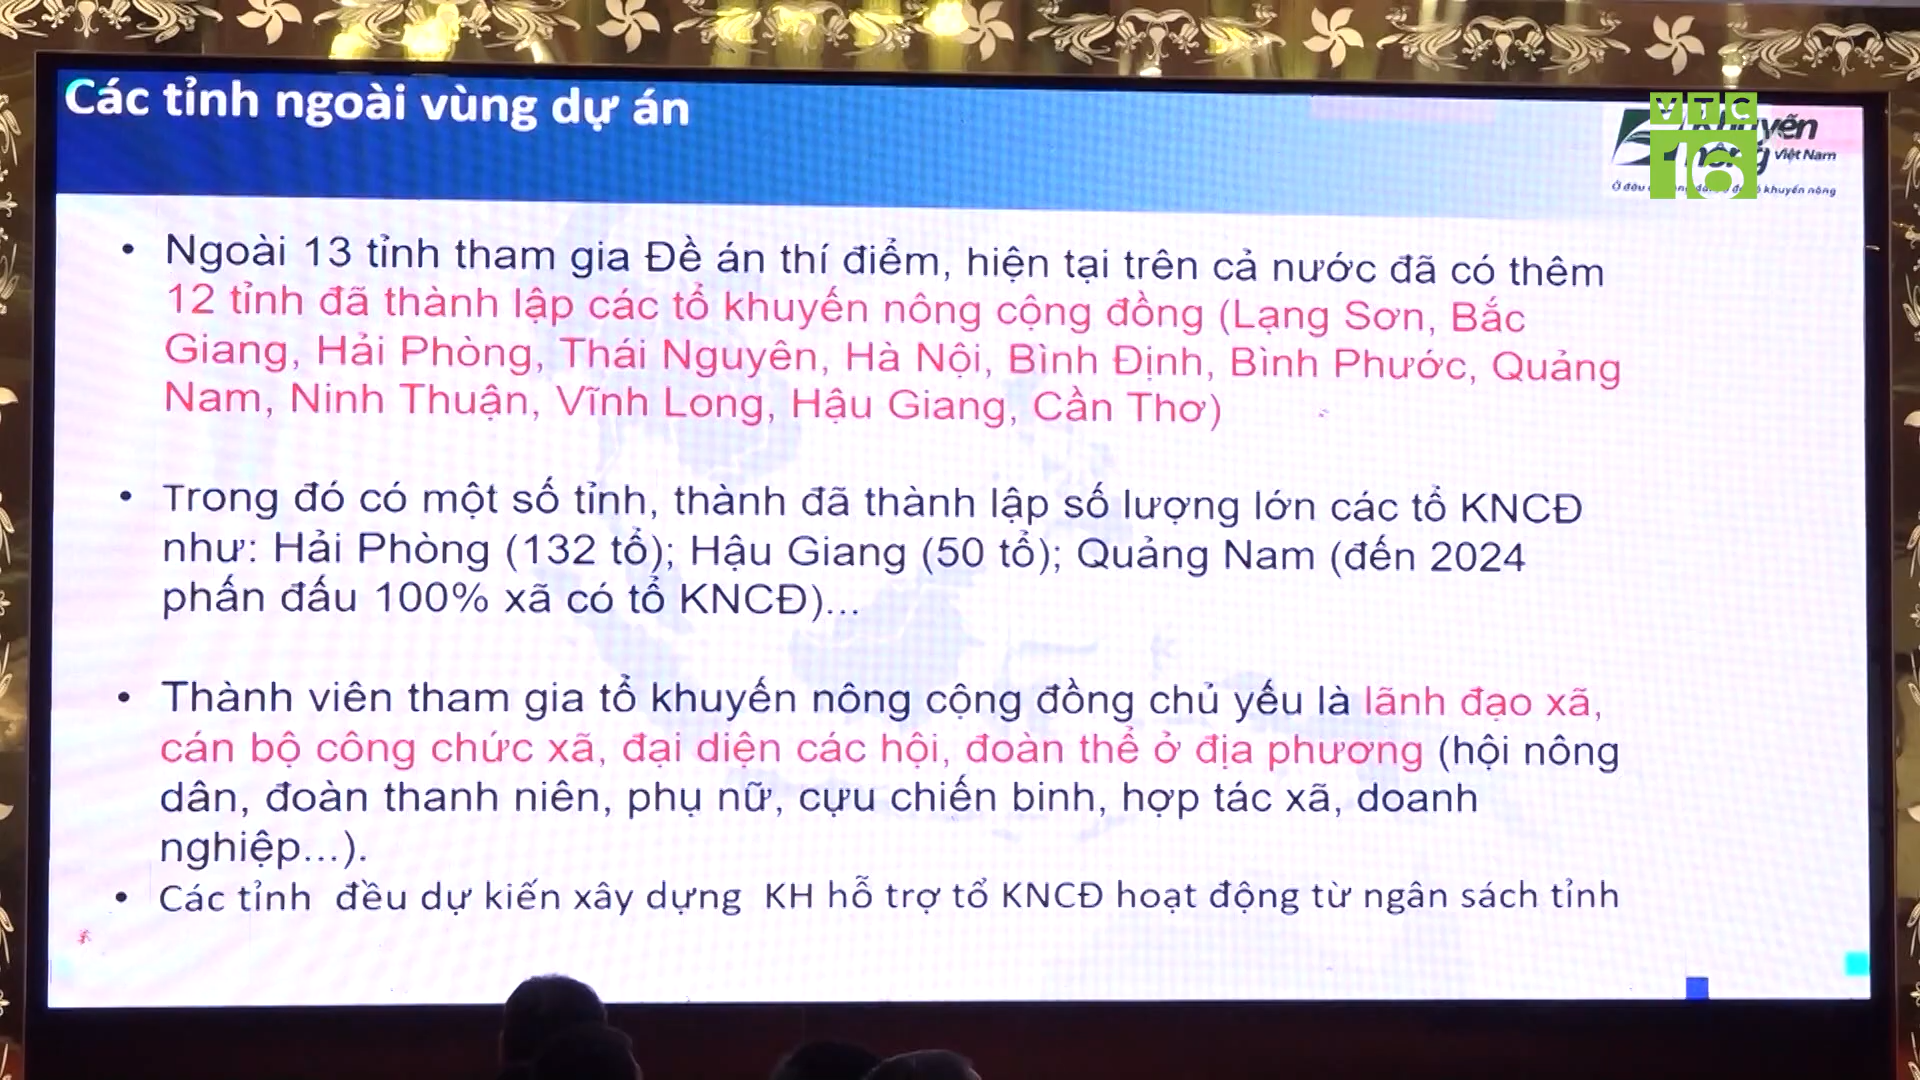 Các tỉnh ngoài vùng dự án
VTC
16
Việt Nam
khuyến nông
• Ngoài 13 tỉnh tham gia Đề án thí điểm, hiện tại trên cả nước đã có thêm
12 tỉnh đã thành lập các tổ khuyến nông cộng đồng (Lạng Sơn, Bắc
Giang, Hải Phòng, Thái Nguyên, Hà Nội, Bình Định, Bình Phước, Quảng
Nam, Ninh Thuận, Vĩnh Long, Hậu Giang, Cần Thơ)
• Trong đó có một số tỉnh, thành đã thành lập số lượng lớn các tổ KNCĐ
như: Hải Phòng (132 tổ); Hậu Giang (50 tổ); Quảng Nam (đến 2024
phấn đấu 100% xã có tổ KNCĐ)...
• Thành viên tham gia tổ khuyến nông cộng đồng chủ yếu là lãnh đạo xã,
cán bộ công chức xã, đại diện các hội, đoàn thể ở địa phương (hội nông
dân, đoàn thanh niên, phụ nữ, cựu chiến binh, hợp tác xã, doanh
nghiệp...).
• Các tỉnh đều dự kiến xây dựng KH hỗ trợ tổ KNCĐ hoạt động từ ngân sách tỉnh